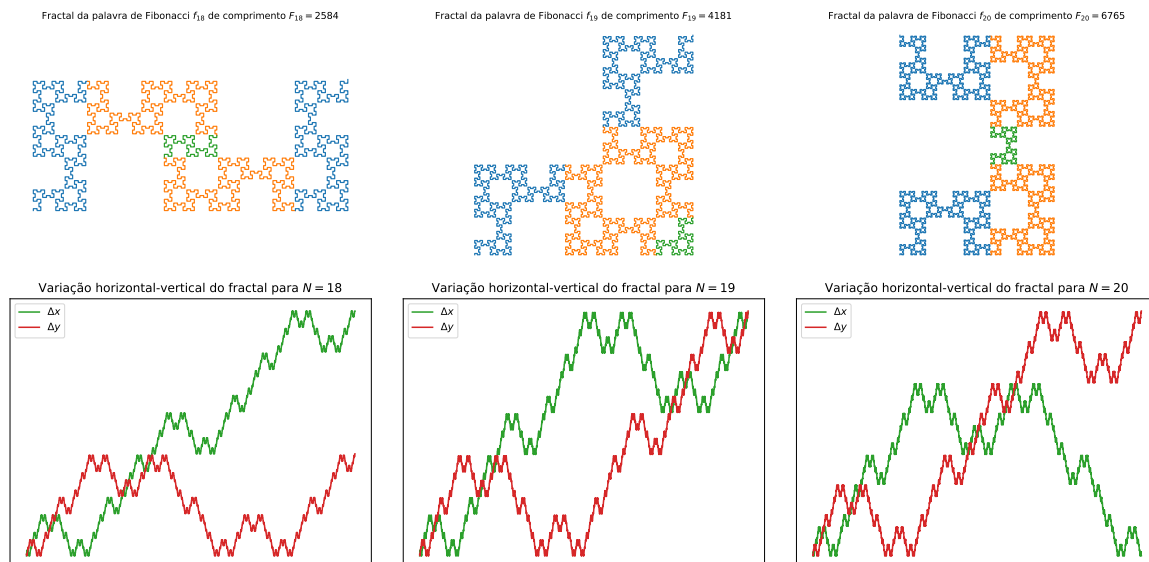 Fractal da palavra de Fibonacci f₁₈ de comprimento F₁₈ = 2584
Fractal da palavra de Fibonacci f₁₉ de comprimento F₁₉ = 4181
Fractal da palavra de Fibonacci f₂₀ de comprimento F₂₀ = 6765
Variação horizontal-vertical do fractal para N = 18
Δx
Δy
Variação horizontal-vertical do fractal para N = 19
Δx
Δy
Variação horizontal-vertical do fractal para N = 20
Δx
Δy